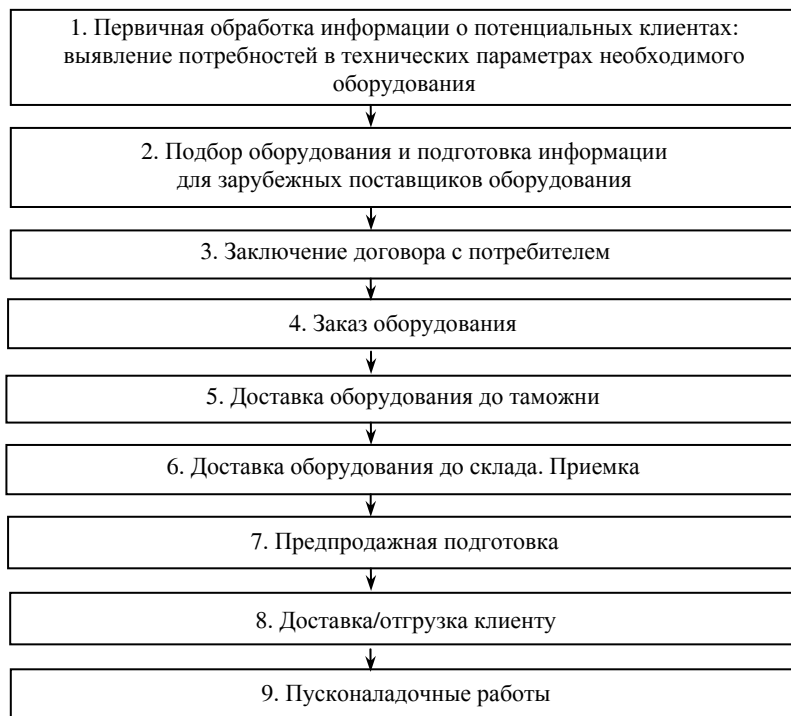 1. Первичная обработка информации о потенциальных клиентах:
выявление потребностей в технических параметрах необходимого
оборудования
2. Подбор оборудования и подготовка информации
для зарубежных поставщиков оборудования
3. Заключение договора с потребителем
4. Заказ оборудования
5. Доставка оборудования до таможни
6. Доставка оборудования до склада. Приемка
7. Предпродажная подготовка
8. Доставка/отгрузка клиенту
9. Пусконаладочные работы